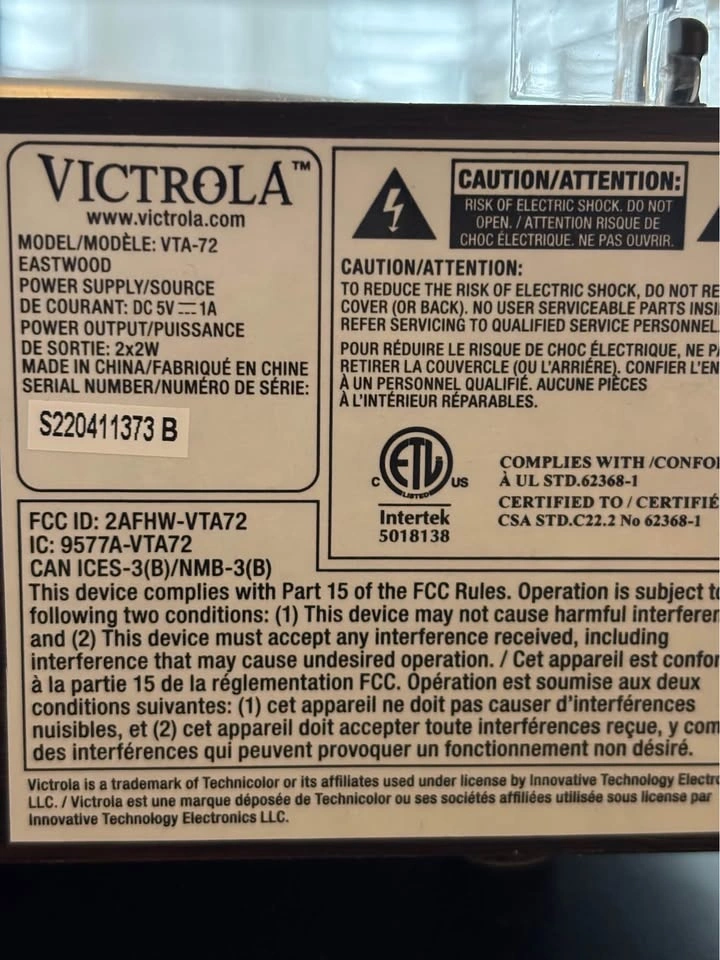 VICTROLA™
www.victrola.com
MODEL/MODÈLE: VTA-72
EASTWOOD
POWER SUPPLY/SOURCE
DE COURANT: DC 5V ⎓ 1A
POWER OUTPUT/PUISSANCE
DE SORTIE: 2x2W
MADE IN CHINA/FABRIQUÉ EN CHINE
SERIAL NUMBER/NUMÉRO DE SÉRIE:
S220411373 B
CAUTION/ATTENTION:
RISK OF ELECTRIC SHOCK. DO NOT
OPEN. / ATTENTION RISQUE DE
CHOC ÉLECTRIQUE. NE PAS OUVRIR.
CAUTION/ATTENTION:
TO REDUCE THE RISK OF ELECTRIC SHOCK, DO NOT RE
COVER (OR BACK). NO USER SERVICEABLE PARTS INSI
REFER SERVICING TO QUALIFIED SERVICE PERSONNEL.
POUR RÉDUIRE LE RISQUE DE CHOC ÉLECTRIQUE, NE PA
RETIRER LA COUVERCLE (OU L'ARRIÉRE). CONFIER L'EN
À UN PERSONNEL QUALIFIÉ. AUCUNE PIÈCES
À L'INTÉRIEUR RÉPARABLES.
C ETL US
LISTED
Intertek
5018138
COMPLIES WITH /CONFO
À UL STD.62368-1
CERTIFIED TO / CERTIFIÉ
CSA STD.C22.2 No 62368-1
FCC ID: 2AFHW-VTA72
IC: 9577A-VTA72
CAN ICES-3(B)/NMB-3(B)
This device complies with Part 15 of the FCC Rules. Operation is subject to
following two conditions: (1) This device may not cause harmful interferen
and (2) This device must accept any interference received, including
interference that may cause undesired operation. / Cet appareil est confor
à la partie 15 de la réglementation FCC. Opération est soumise aux deux
conditions suivantes: (1) cet appareil ne doit pas causer d'interférences
nuisibles, et (2) cet appareil doit accepter toute interférences reçue, y com
des interférences qui peuvent provoquer un fonctionnement non désiré.
Victrola is a trademark of Technicolor or its affiliates used under license by Innovative Technology Electro
LLC. / Victrola est une marque déposée de Technicolor ou ses sociétés affiliées utilisée sous license par
Innovative Technology Electronics LLC.